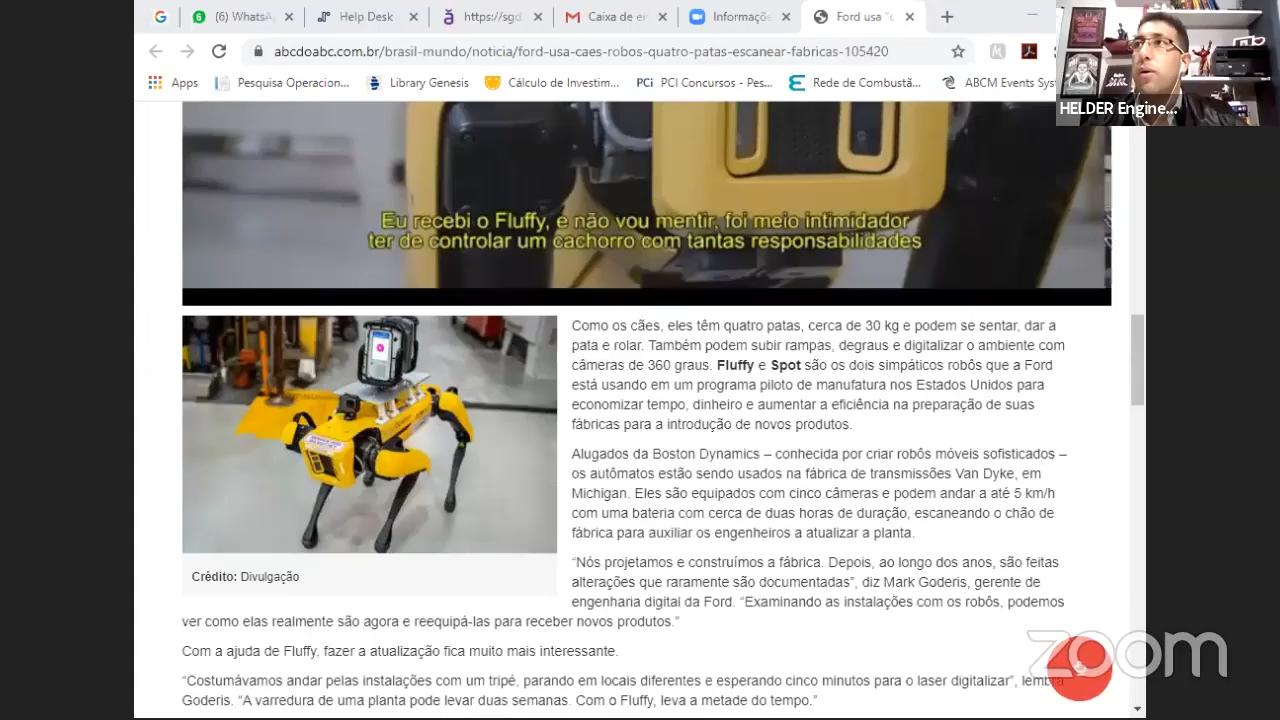 (6) WhatsA
Help Desk
https://sgd.
Caixa de e
Informaçõ
Ford usa "
abcdoabc.com.br/brasil-mundo/noticia/ford-usa-caes-robos-quatro-patas-escanear-fabricas-105420
Apps
Pesquisa Operacion...
Libro Genesis
Cálculo de Investim...
PCI PCI Concursos - Pes...
Rede de Combustã...
ABCM Events Sys
HELDER Engine...
Eu recebi o Fluffy, e não vou mentir, foi meio intimidador
ter de controlar um cachorro com tantas responsabilidades
Como os cães, eles têm quatro patas, cerca de 30 kg e podem se sentar, dar a
pata e rolar. Também podem subir rampas, degraus e digitalizar o ambiente com
câmeras de 360 graus. Fluffy e Spot são os dois simpáticos robôs que a Ford
está usando em um programa piloto de manufatura nos Estados Unidos para
economizar tempo, dinheiro e aumentar a eficiência na preparação de suas
fábricas para a introdução de novos produtos.
Alugados da Boston Dynamics – conhecida por criar robôs móveis sofisticados –
os autômatos estão sendo usados na fábrica de transmissões Van Dyke, em
Michigan. Eles são equipados com cinco câmeras e podem andar a até 5 km/h
com uma bateria com cerca de duas horas de duração, escaneando o chão de
fábrica para auxiliar os engenheiros a atualizar a planta.
Crédito: Divulgação
“Nós projetamos e construímos a fábrica. Depois, ao longo dos anos, são feitas
alterações que raramente são documentadas”, diz Mark Goderis, gerente de
engenharia digital da Ford. “Examinando as instalações com os robôs, podemos
ver como elas realmente são agora e reequipá-las para receber novos produtos.”
Com a ajuda de Fluffy, fazer a atualização fica muito mais interessante.
“Costumávamos andar pelas instalações com um tripé, parando em locais diferentes e esperando cinco minutos para o laser digitalizar”, lembra
Goderis. “A varredura de uma planta pode levar duas semanas. Com o Fluffy, leva a metade do tempo.”
zoom